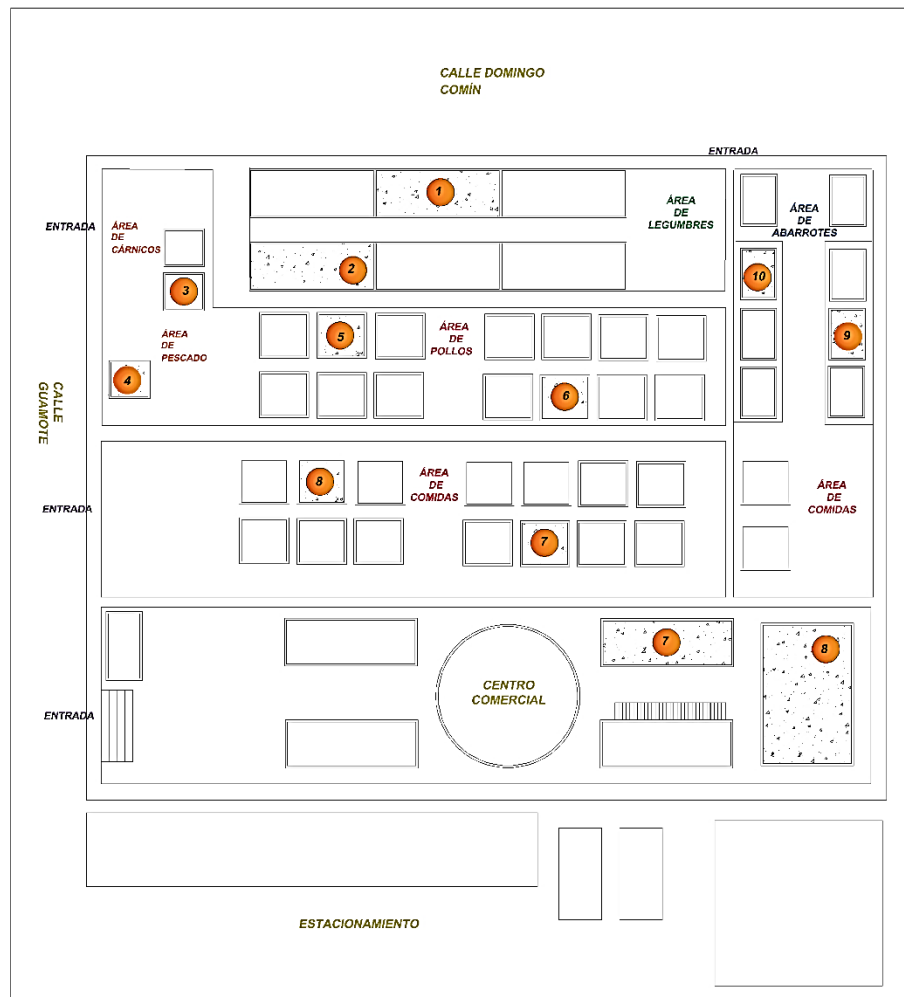 CALLE DOMINGO
COMÍN
ENTRADA
ENTRADA
ÁREA
DE
CÁRNICOS
1
ÁREA
DE
LEGUMBRES
ÁREA
DE
ABARROTES
2
3
10
ÁREA
DE
PESCADO
5
ÁREA
DE
POLLOS
9
4
6
CALLE
GUAMOTE
8
ÁREA
DE
COMIDAS
ÁREA
DE
COMIDAS
ENTRADA
7
7
8
CENTRO
COMERCIAL
ENTRADA
ESTACIONAMIENTO